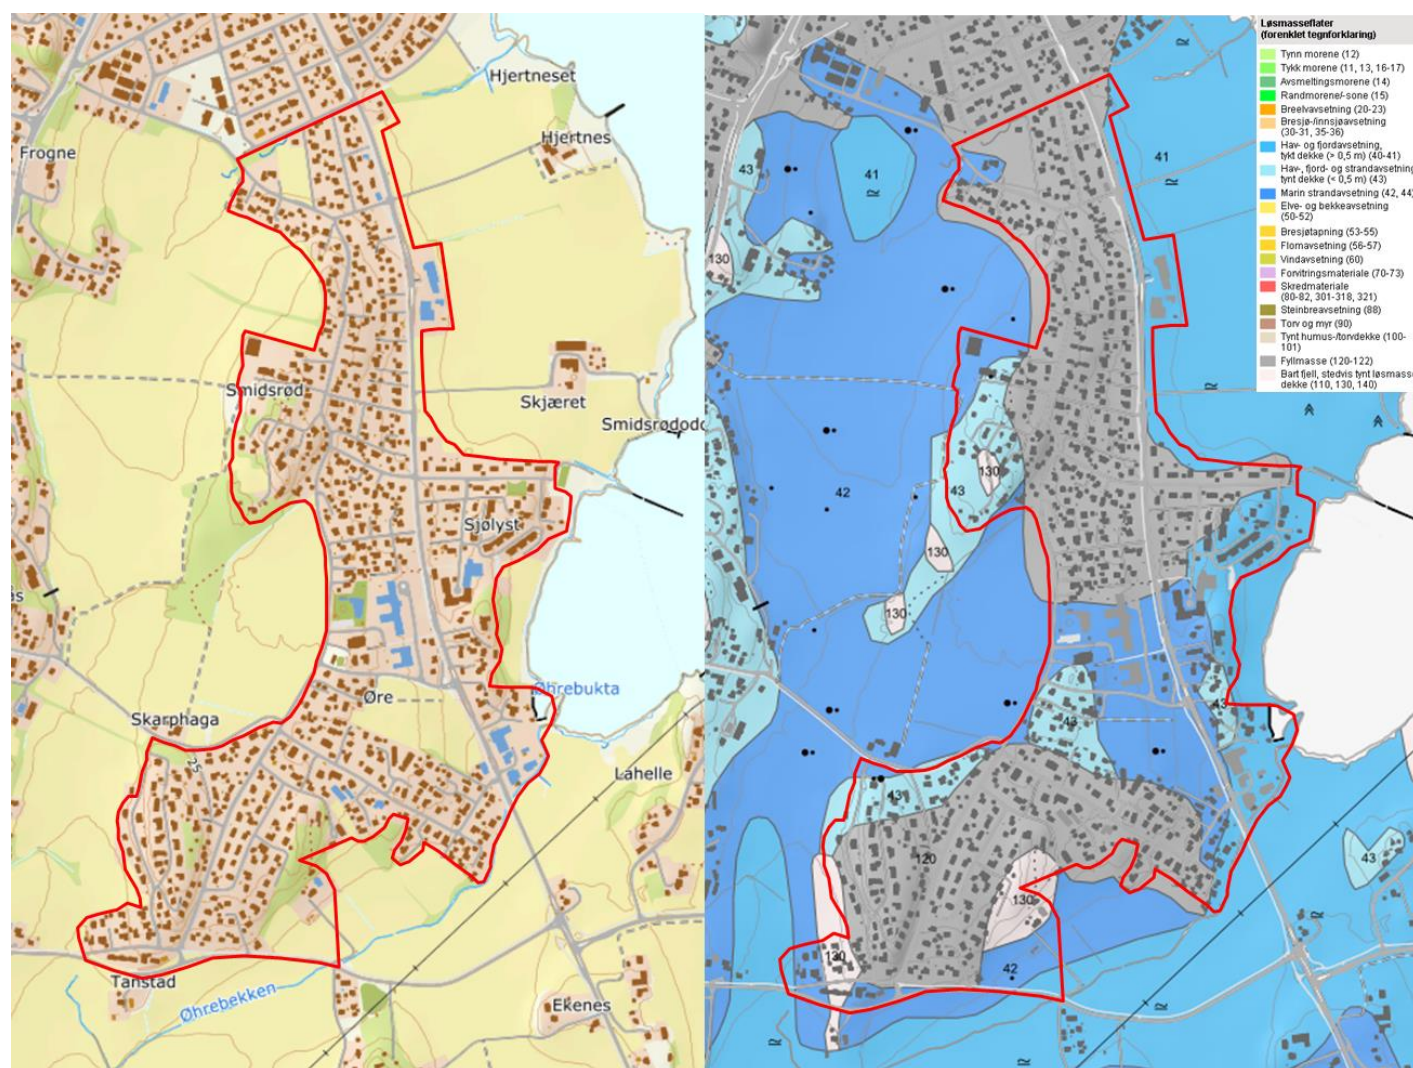 Hjertneset
Hjertnes
Frogne
Skjæret
Smidsrød
Smidsrødodd
Sjølyst
Øre
Øhrebukta
Skarphaga
25
Lahelle
Tanstad
Øhrebekken
Ekenes
Løsmasseflater
(forenklet tegnforklaring)
Tynn morene (12)
Tykk morene (11, 13, 16-17)
Avsmeltingsmorene (14)
Randmorene/-sone (15)
Breelvavsetning (20-23)
Bresjø-/innsjøavsetning
(30-31, 35-36)
Hav- og fjordavsetning,
tykt dekke (> 0,5 m) (40-41)
Hav-, fjord- og strandavsetning
tynt dekke (< 0,5 m) (43)
Marin strandavsetning (42, 44)
Elve- og bekkeavsetning
(50-52)
Bresjøtapning (53-55)
Flomavsetning (56-57)
Vindavsetning (60)
Forvitringsmateriale (70-73)
Skredmateriale
(80-82, 301-318, 321)
Steinbreavsetning (88)
Torv og myr (90)
Tynt humus-/torvdekke (100-
101)
Fyllmasse (120-122)
Bart fjell, stedvis tynt løsmasse
dekke (110, 130, 140)
41
43
41
130
130
43
42
130
130
43
43
43
120
43
130
130
42